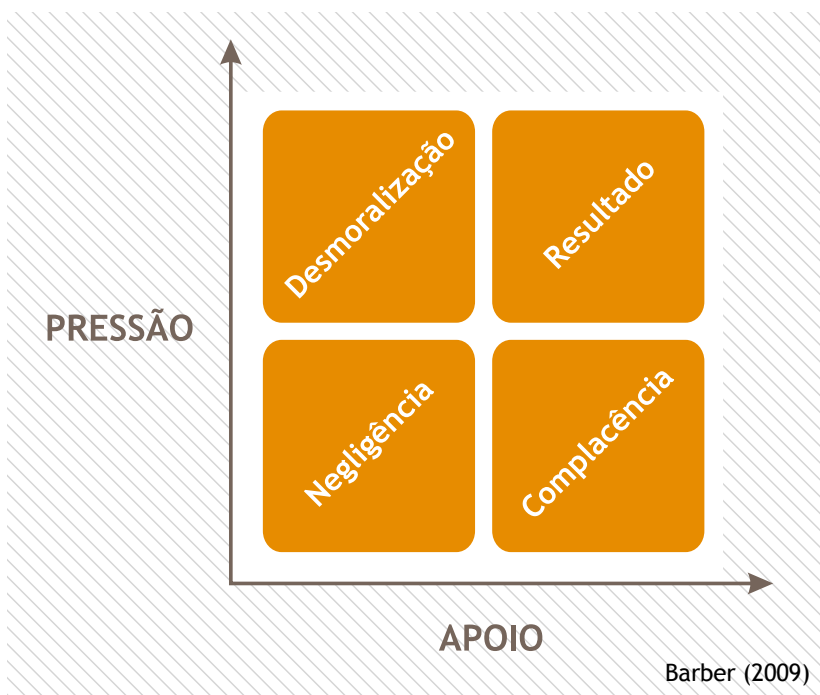 Desmoralização
Resultado
PRESSÃO
Negligência
Complacência
APOIO
Barber (2009)